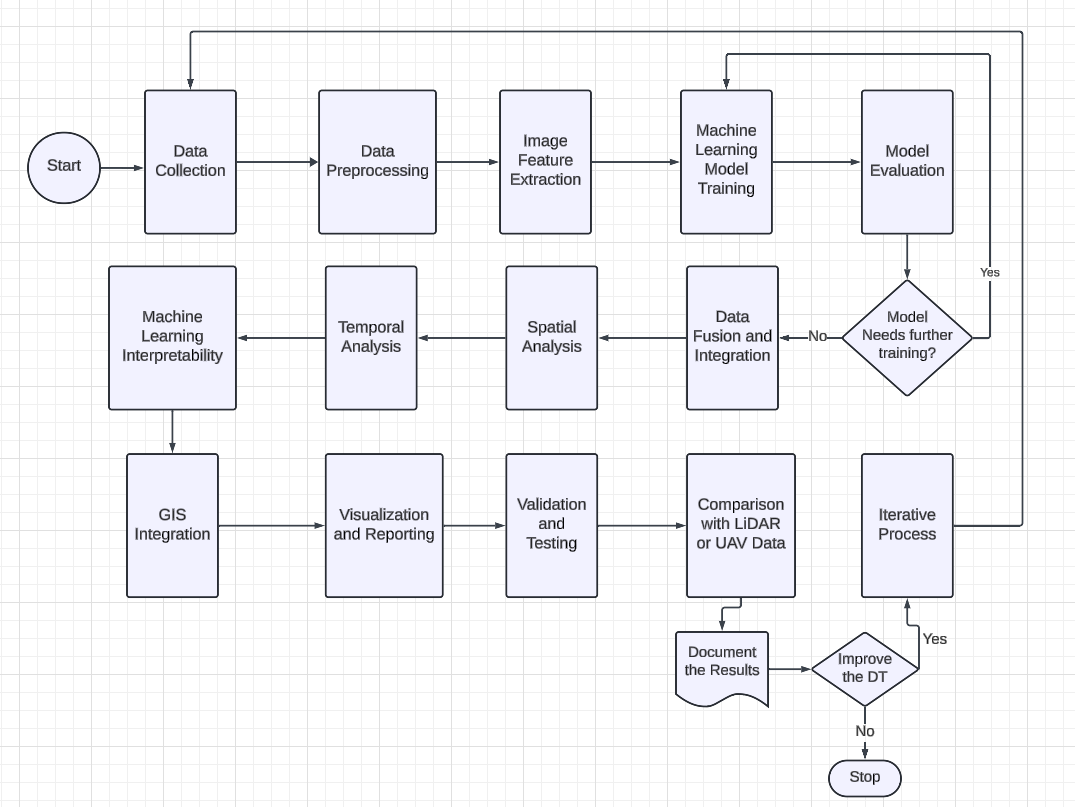 Start
Data
Collection
Data
Preprocessing
Image
Feature
Extraction
Machine
Learning
Model
Training
Model
Evaluation
Yes
Model
Needs further
training?
No
Data
Fusion and
Integration
Spatial
Analysis
Temporal
Analysis
Machine
Learning
Interpretability
GIS
Integration
Visualization
and Reporting
Validation
and
Testing
Comparison
with LiDAR
or UAV Data
Iterative
Process
Document
the Results
Improve
the DT
Yes
No
Stop